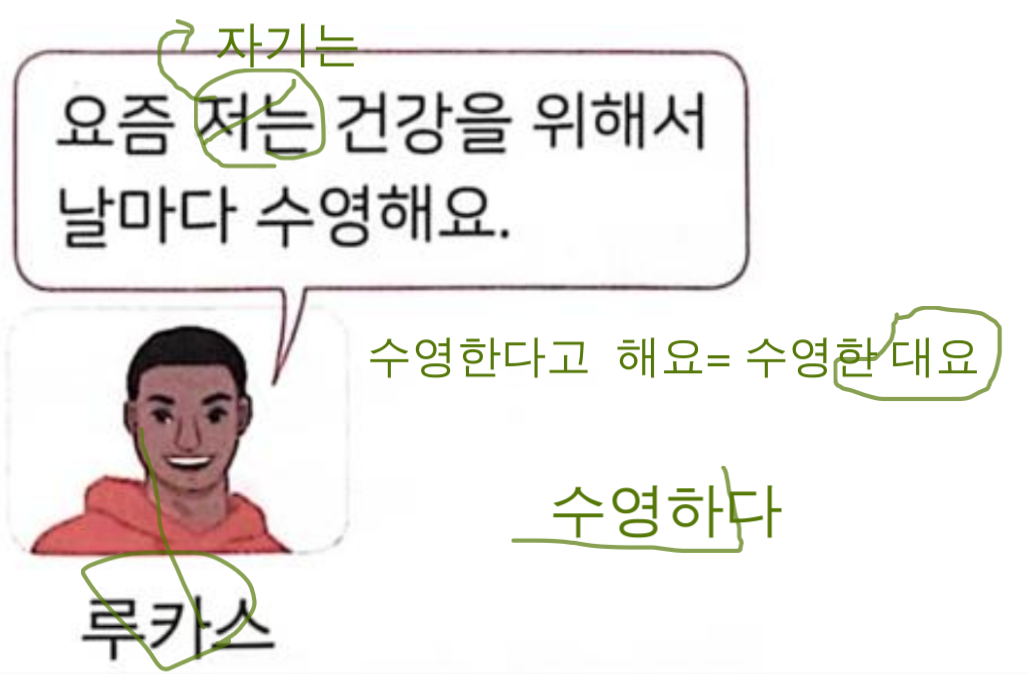 자기는
요즘 저는 건강을 위해서
날마다 수영해요.
수영한다고 해요= 수영한 대요
수영하다
루카스